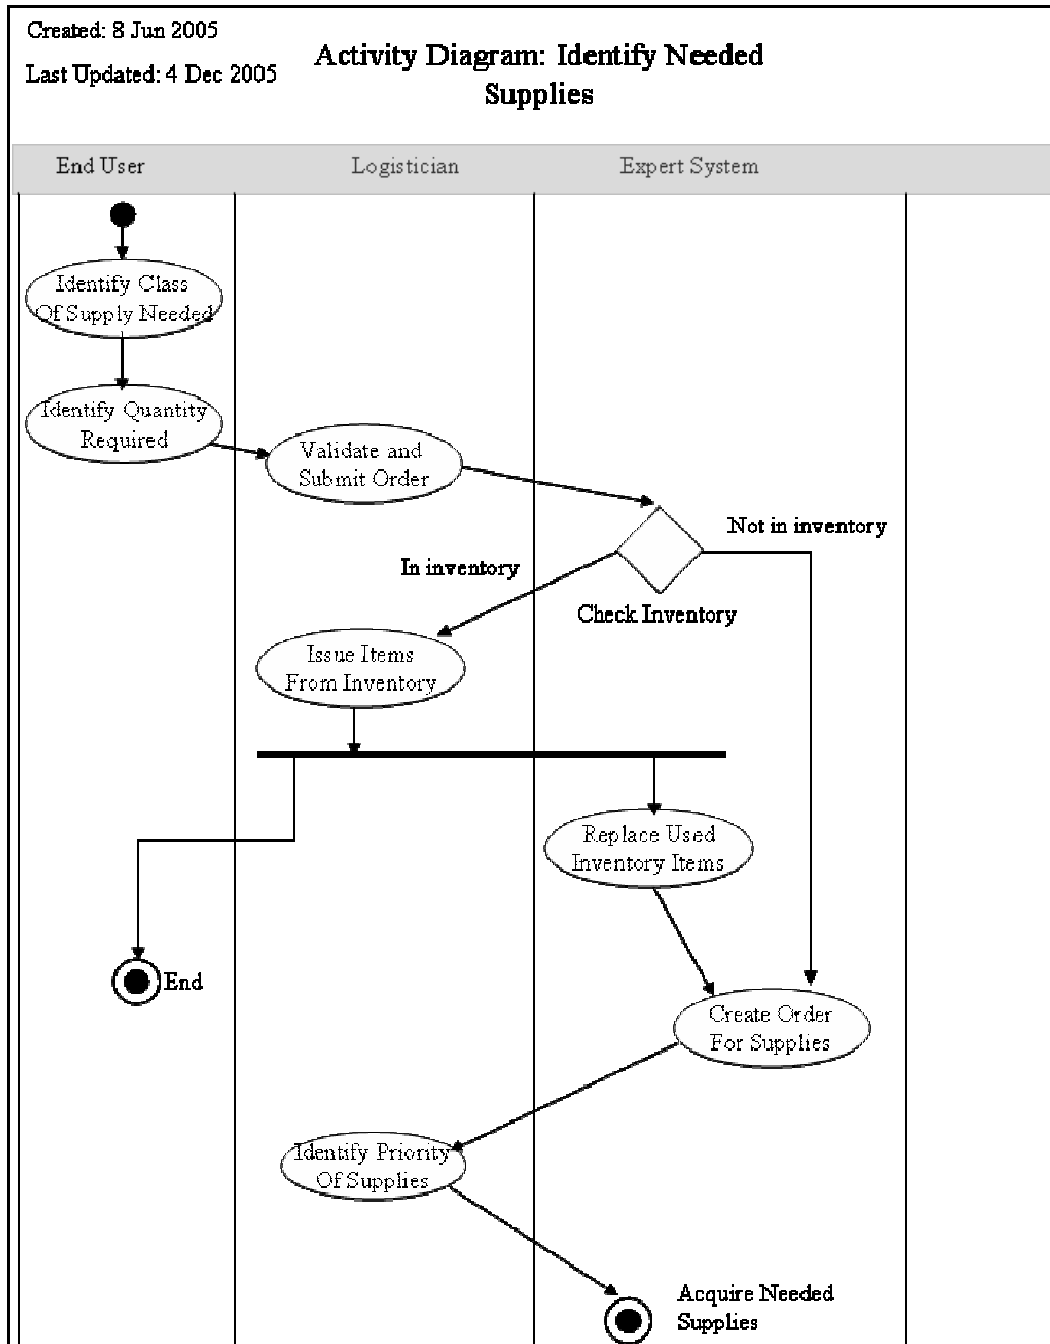 Created: 8 Jun 2005
Last Updated: 4 Dec 2005
Activity Diagram: Identify Needed
Supplies
End User
Logistician
Expert System
Identify Class
Of Supply Needed
Identify Quantity
Required
Validate and
Submit Order
Not in inventory
In inventory
Check Inventory
Issue Items
From Inventory
Replace Used
Inventory Items
End
Create Order
For Supplies
Identify Priority
Of Supplies
Acquire Needed
Supplies